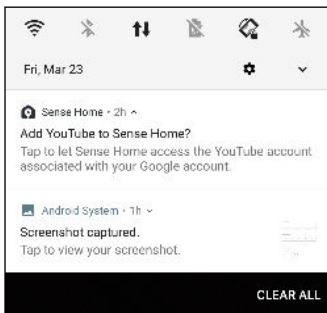 Fri, Mar 23
Sense Home • 2h
Add YouTube to Sense Home?
Tap to let Sense Home access the YouTube account
associated with your Google account.
Android System • 1h
Screenshot captured.
Tap to view your screenshot.
CLEAR ALL